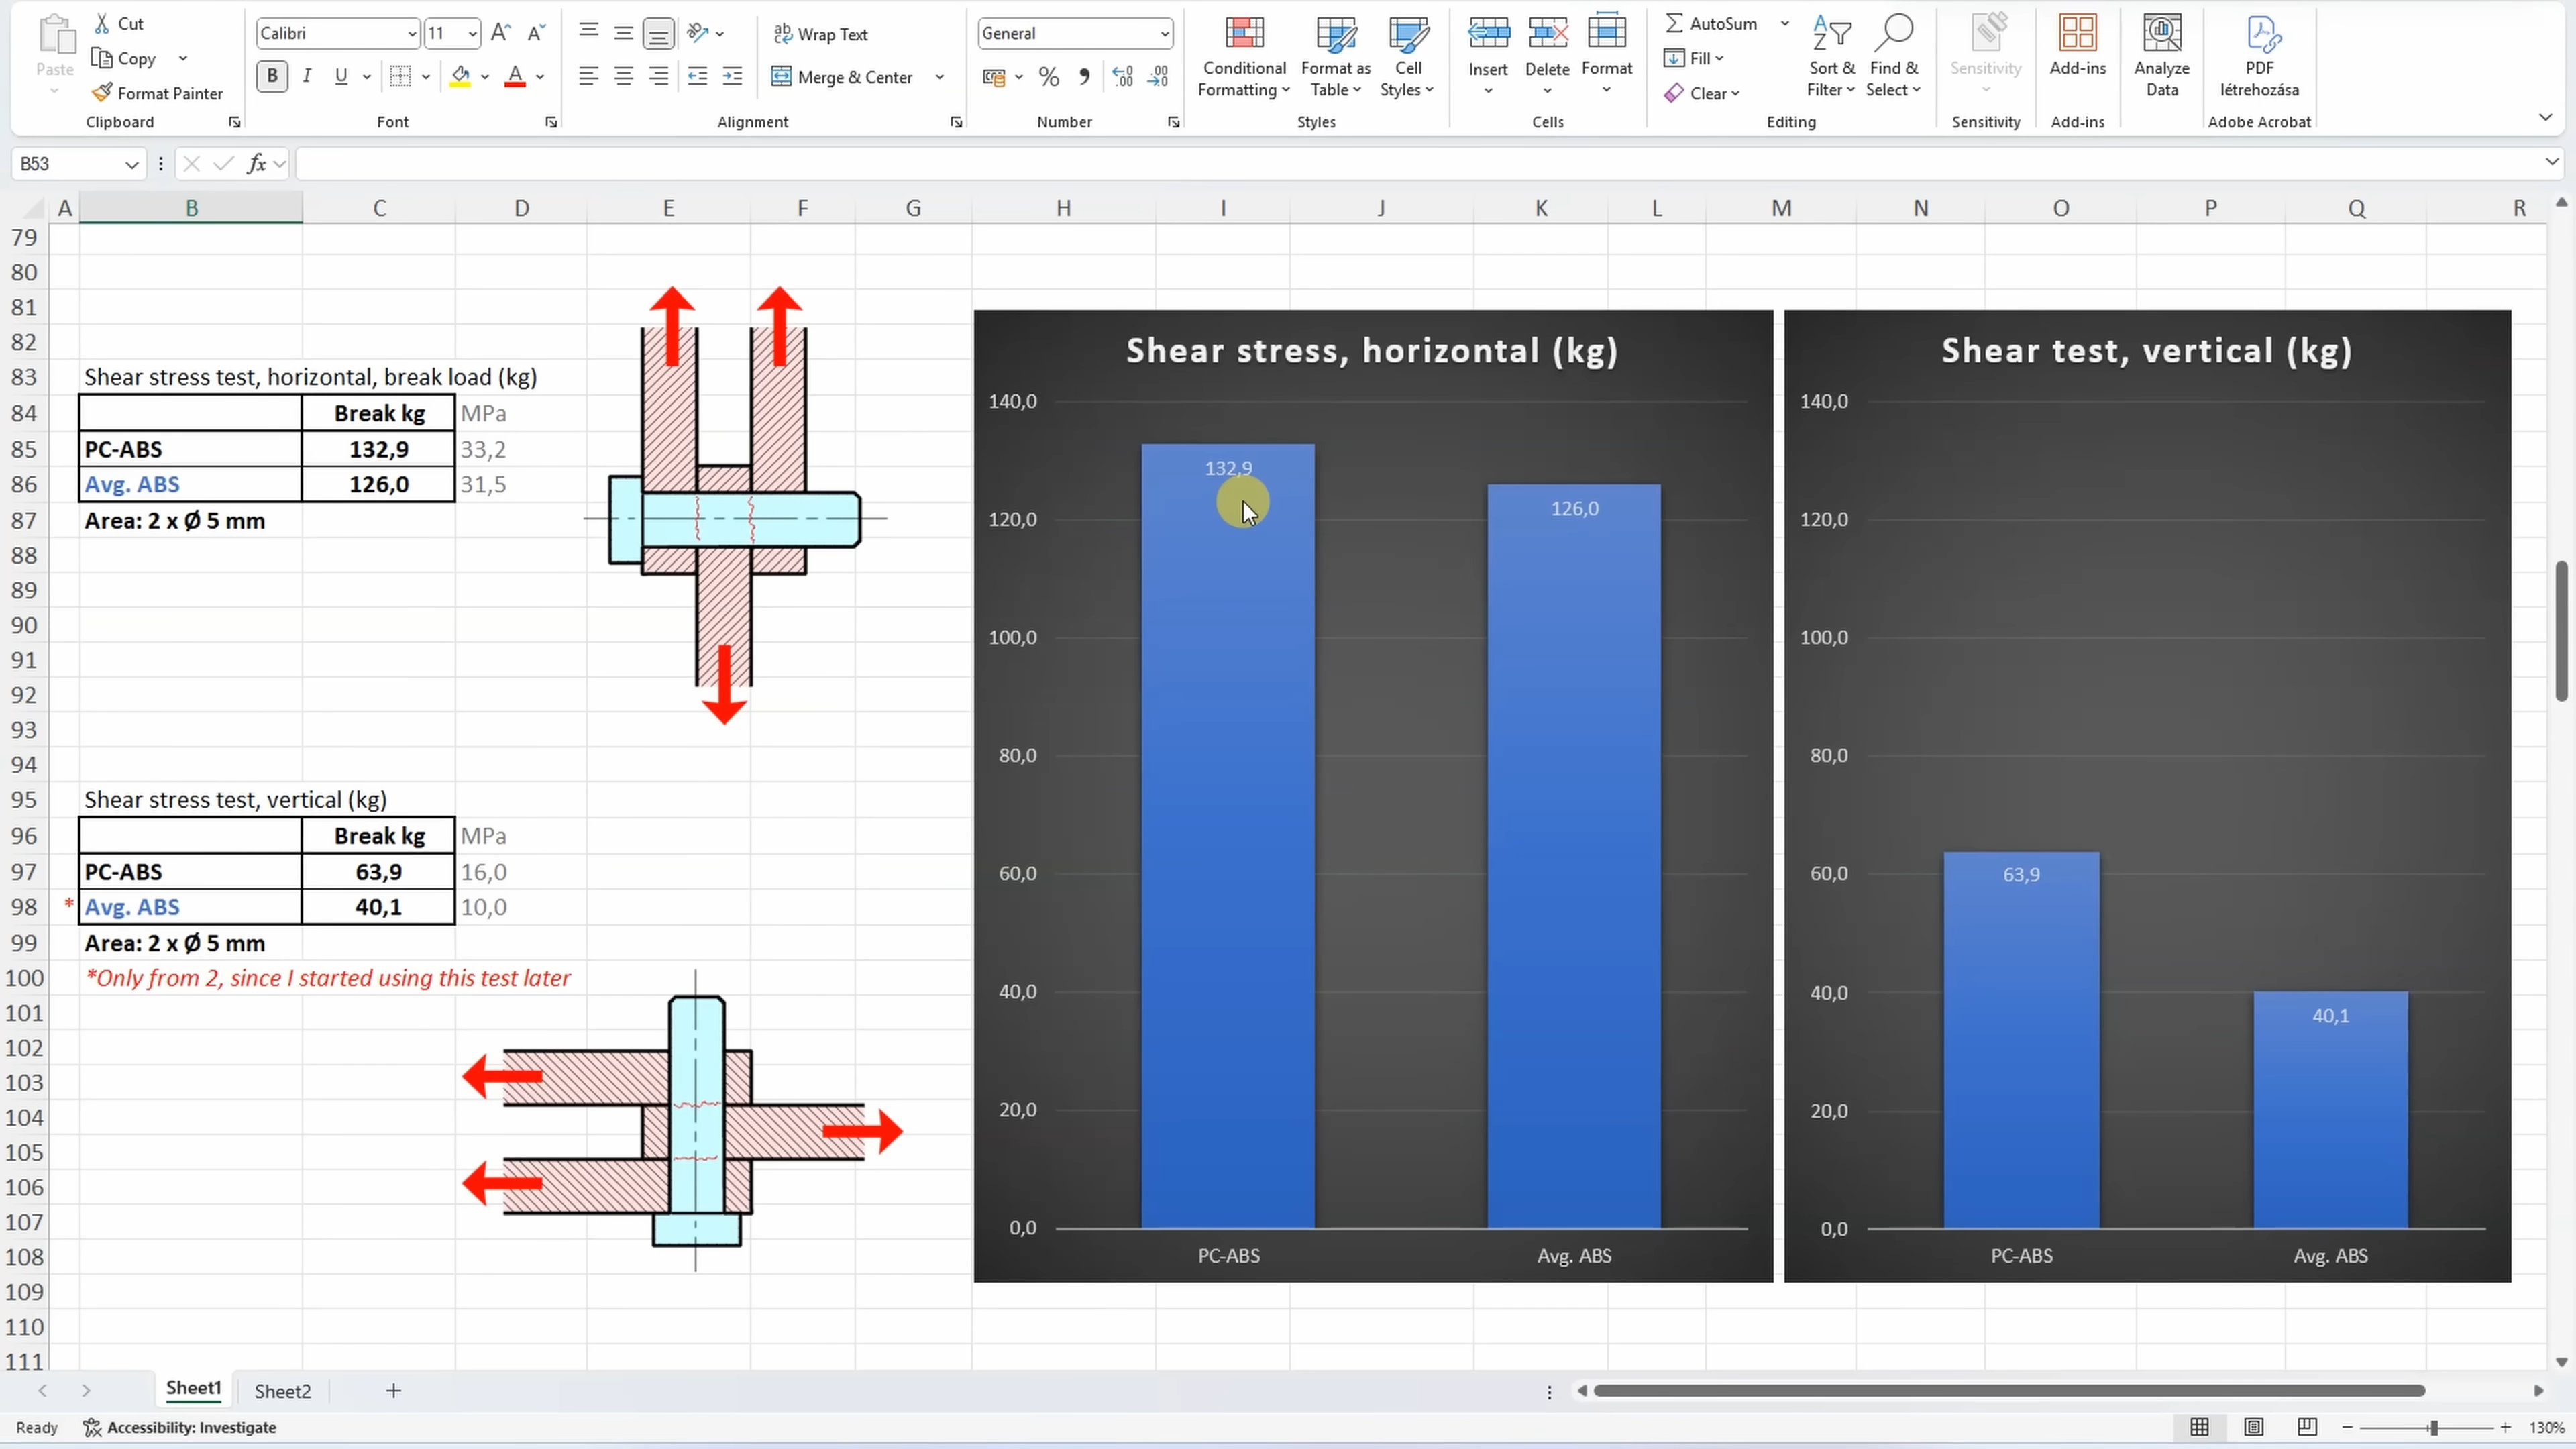 Paste
Cut
Copy
Format Painter
Clipboard
Calibri
11
B I U
A
Font
ab
Wrap Text
Merge & Center
Alignment
General
%
Number
Conditional
Formatting
Format as
Table
Cell
Styles
Styles
Insert
Delete
Format
Cells
AutoSum
Fill
Clear
Sort &
Filter
Find &
Select
Editing
Sensitivity
Sensitivity
Add-ins
Add-ins
Analyze
Data
PDF
létrehozása
Adobe Acrobat
B53
fx
A B C D E F G H I J K L M N O P Q R
79
80
81
82
83
84
85
86
87
88
89
90
91
92
93
94
95
96
97
98
99
100
101
102
103
104
105
106
107
108
109
110
111
Shear stress test, horizontal, break load (kg)
Break kg MPa
PC-ABS 132,9 33,2
Avg. ABS 126,0 31,5
Area: 2 x Ø 5 mm
Shear stress test, vertical (kg)
Break kg MPa
PC-ABS 63,9 16,0
* Avg. ABS 40,1 10,0
Area: 2 x Ø 5 mm
*Only from 2, since I started using this test later
Shear stress, horizontal (kg)
140,0
120,0
100,0
80,0
60,0
40,0
20,0
0,0
132,9
126,0
PC-ABS Avg. ABS
Shear test, vertical (kg)
140,0
120,0
100,0
80,0
60,0
40,0
20,0
0,0
63,9
40,1
PC-ABS Avg. ABS
Sheet1 Sheet2
Ready Accessibility: Investigate
130%